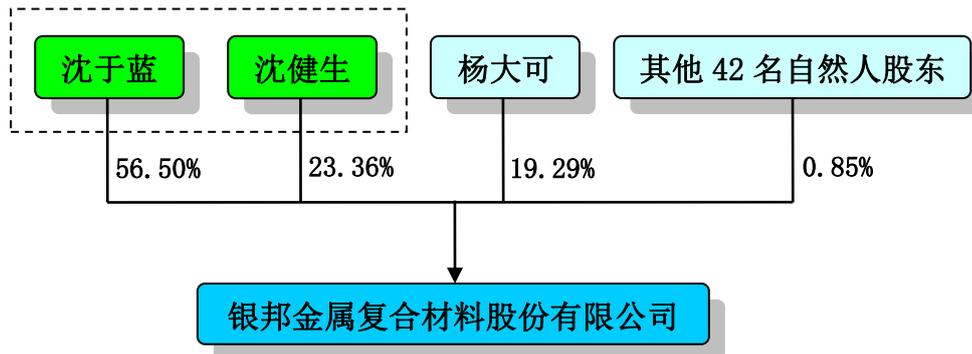 沈于蓝
沈健生
杨大可
其他 42 名自然人股东
56.50%
23.36%
19.29%
0.85%
银邦金属复合材料股份有限公司